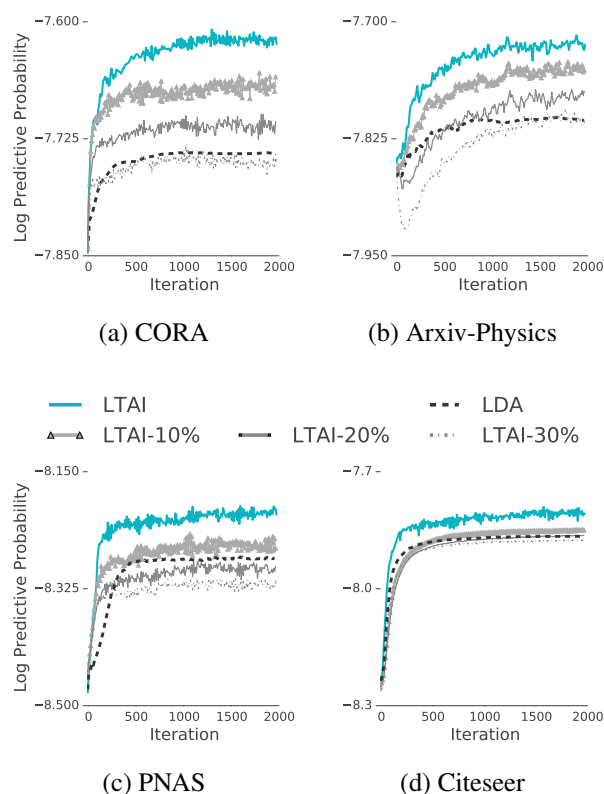 −7.600
−7.725
−7.850
Log Predictive Probability
0 500 1000 1500 2000
Iteration
(a) CORA
−7.700
−7.825
−7.950
0 500 1000 1500 2000
Iteration
(b) Arxiv-Physics
LTAI LDA
LTAI-10% LTAI-20% LTAI-30%
−8.150
−8.325
−8.500
Log Predictive Probability
0 500 1000 1500 2000
Iteration
(c) PNAS
−7.7
−8.0
−8.3
0 500 1000 1500 2000
Iteration
(d) Citeseer